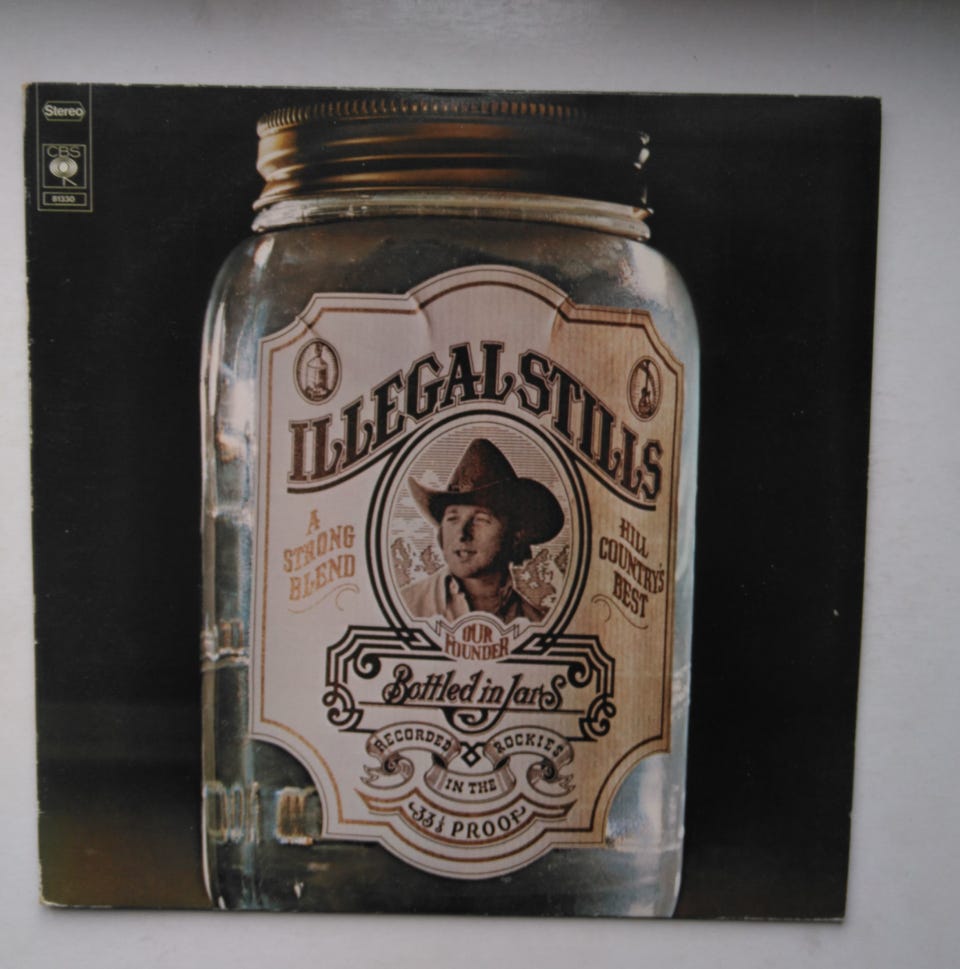 Stereo
CBS
81330
ILLEGAL STILLS
A
STRONG
BLEND
HILL
COUNTRY'S
BEST
OUR
FOUNDER
Bottled in Jars
RECORDED
IN THE
ROCKIES
33⅓ PROOF